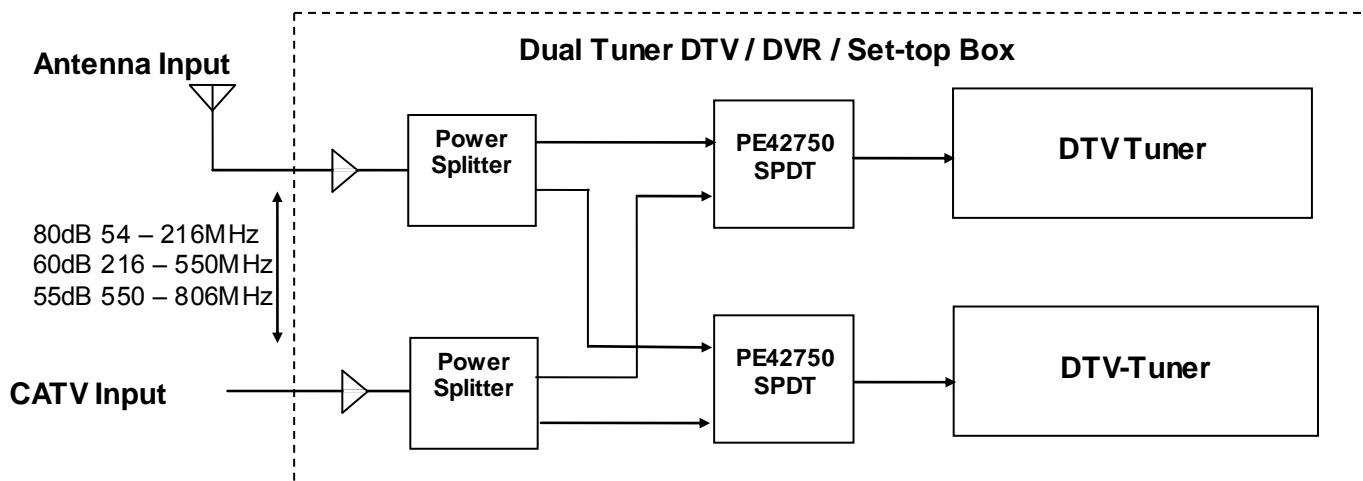 Dual Tuner DTV / DVR / Set-top Box
Antenna Input
Power
Splitter
PE42750
SPDT
DTV Tuner
80dB 54 – 216MHz
60dB 216 – 550MHz
55dB 550 – 806MHz
CATV Input
Power
Splitter
PE42750
SPDT
DTV-Tuner